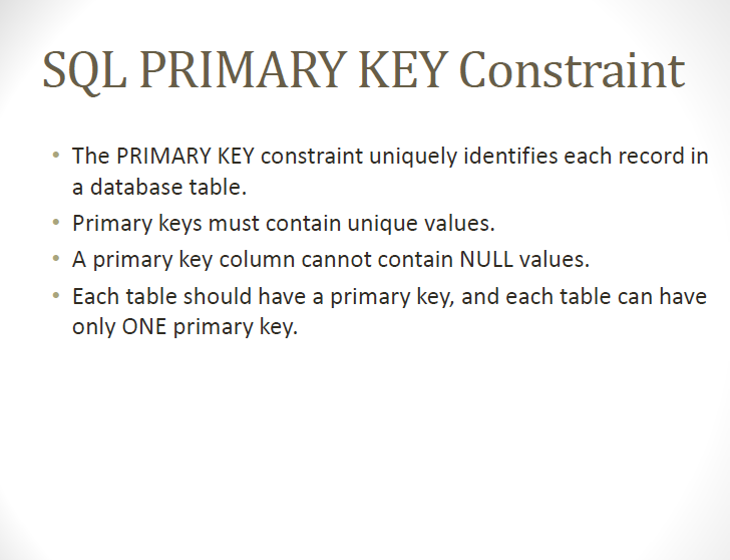 SQL PRIMARY KEY Constraint
• The PRIMARY KEY constraint uniquely identifies each record in
a database table.
• Primary keys must contain unique values.
• A primary key column cannot contain NULL values.
• Each table should have a primary key, and each table can have
only ONE primary key.